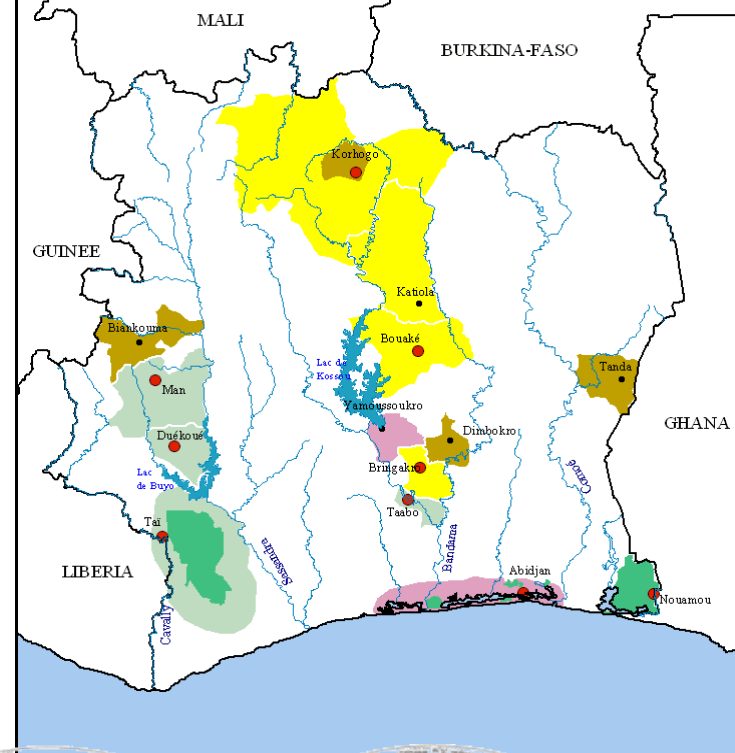 MALI
BURKINA-FASO
Korhogo
GUINEE
Katiola
Biankouma
Bouaké
Lac de
Kossou
Tanda
Man
Yamoussoukro
GHANA
Dimbokro
Duékoué
Bringakro
Lac
de Buyo
Comoé
Taabo
Taï
Bandama
Sassandra
LIBERIA
Abidjan
Nouamou
Cavally